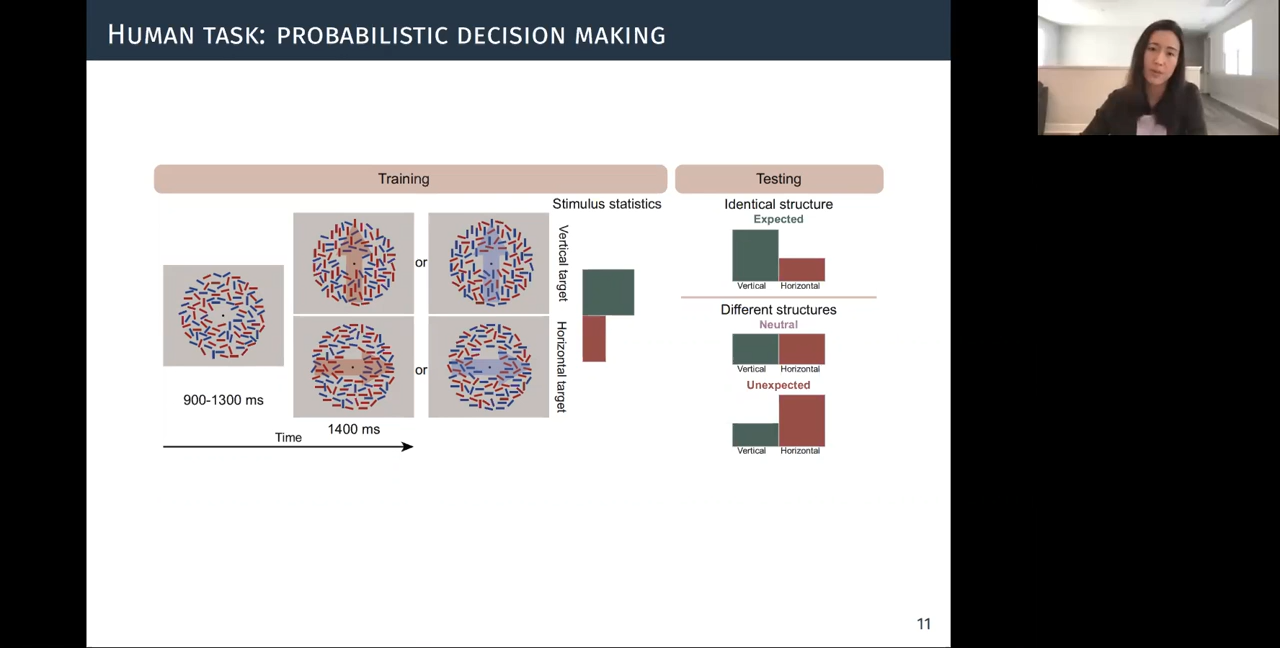 HUMAN TASK: PROBABILISTIC DECISION MAKING
Training
Testing
Stimulus statistics
Vertical target
Horizontal target
or
or
900-1300 ms
1400 ms
Time
Identical structure
Expected
Vertical Horizontal
Different structures
Neutral
Vertical Horizontal
Unexpected
Vertical Horizontal
11